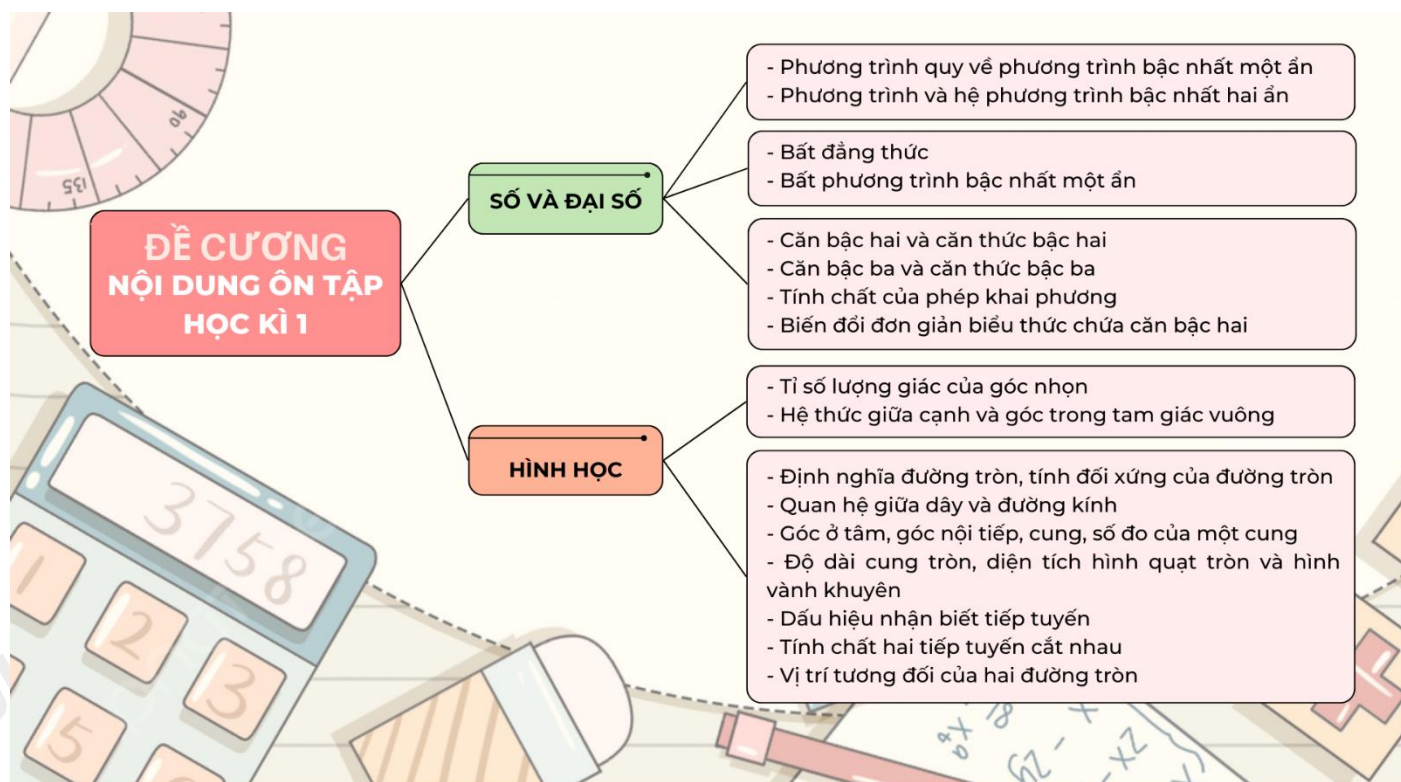 ĐỀ CƯƠNG
NỘI DUNG ÔN TẬP
HỌC KÌ 1
SỐ VÀ ĐẠI SỐ
- Phương trình quy về phương trình bậc nhất một ẩn
- Phương trình và hệ phương trình bậc nhất hai ẩn
- Bất đẳng thức
- Bất phương trình bậc nhất một ẩn
- Căn bậc hai và căn thức bậc hai
- Căn bậc ba và căn thức bậc ba
- Tính chất của phép khai phương
- Biến đổi đơn giản biểu thức chứa căn bậc hai
HÌNH HỌC
- Tỉ số lượng giác của góc nhọn
- Hệ thức giữa cạnh và góc trong tam giác vuông
- Định nghĩa đường tròn, tính đối xứng của đường tròn
- Quan hệ giữa dây và đường kính
- Góc ở tâm, góc nội tiếp, cung, số đo của một cung
- Độ dài cung tròn, diện tích hình quạt tròn và hình
vành khuyên
- Dấu hiệu nhận biết tiếp tuyến
- Tính chất hai tiếp tuyến cắt nhau
- Vị trí tương đối của hai đường tròn
90
135
3758
1
2
3
5